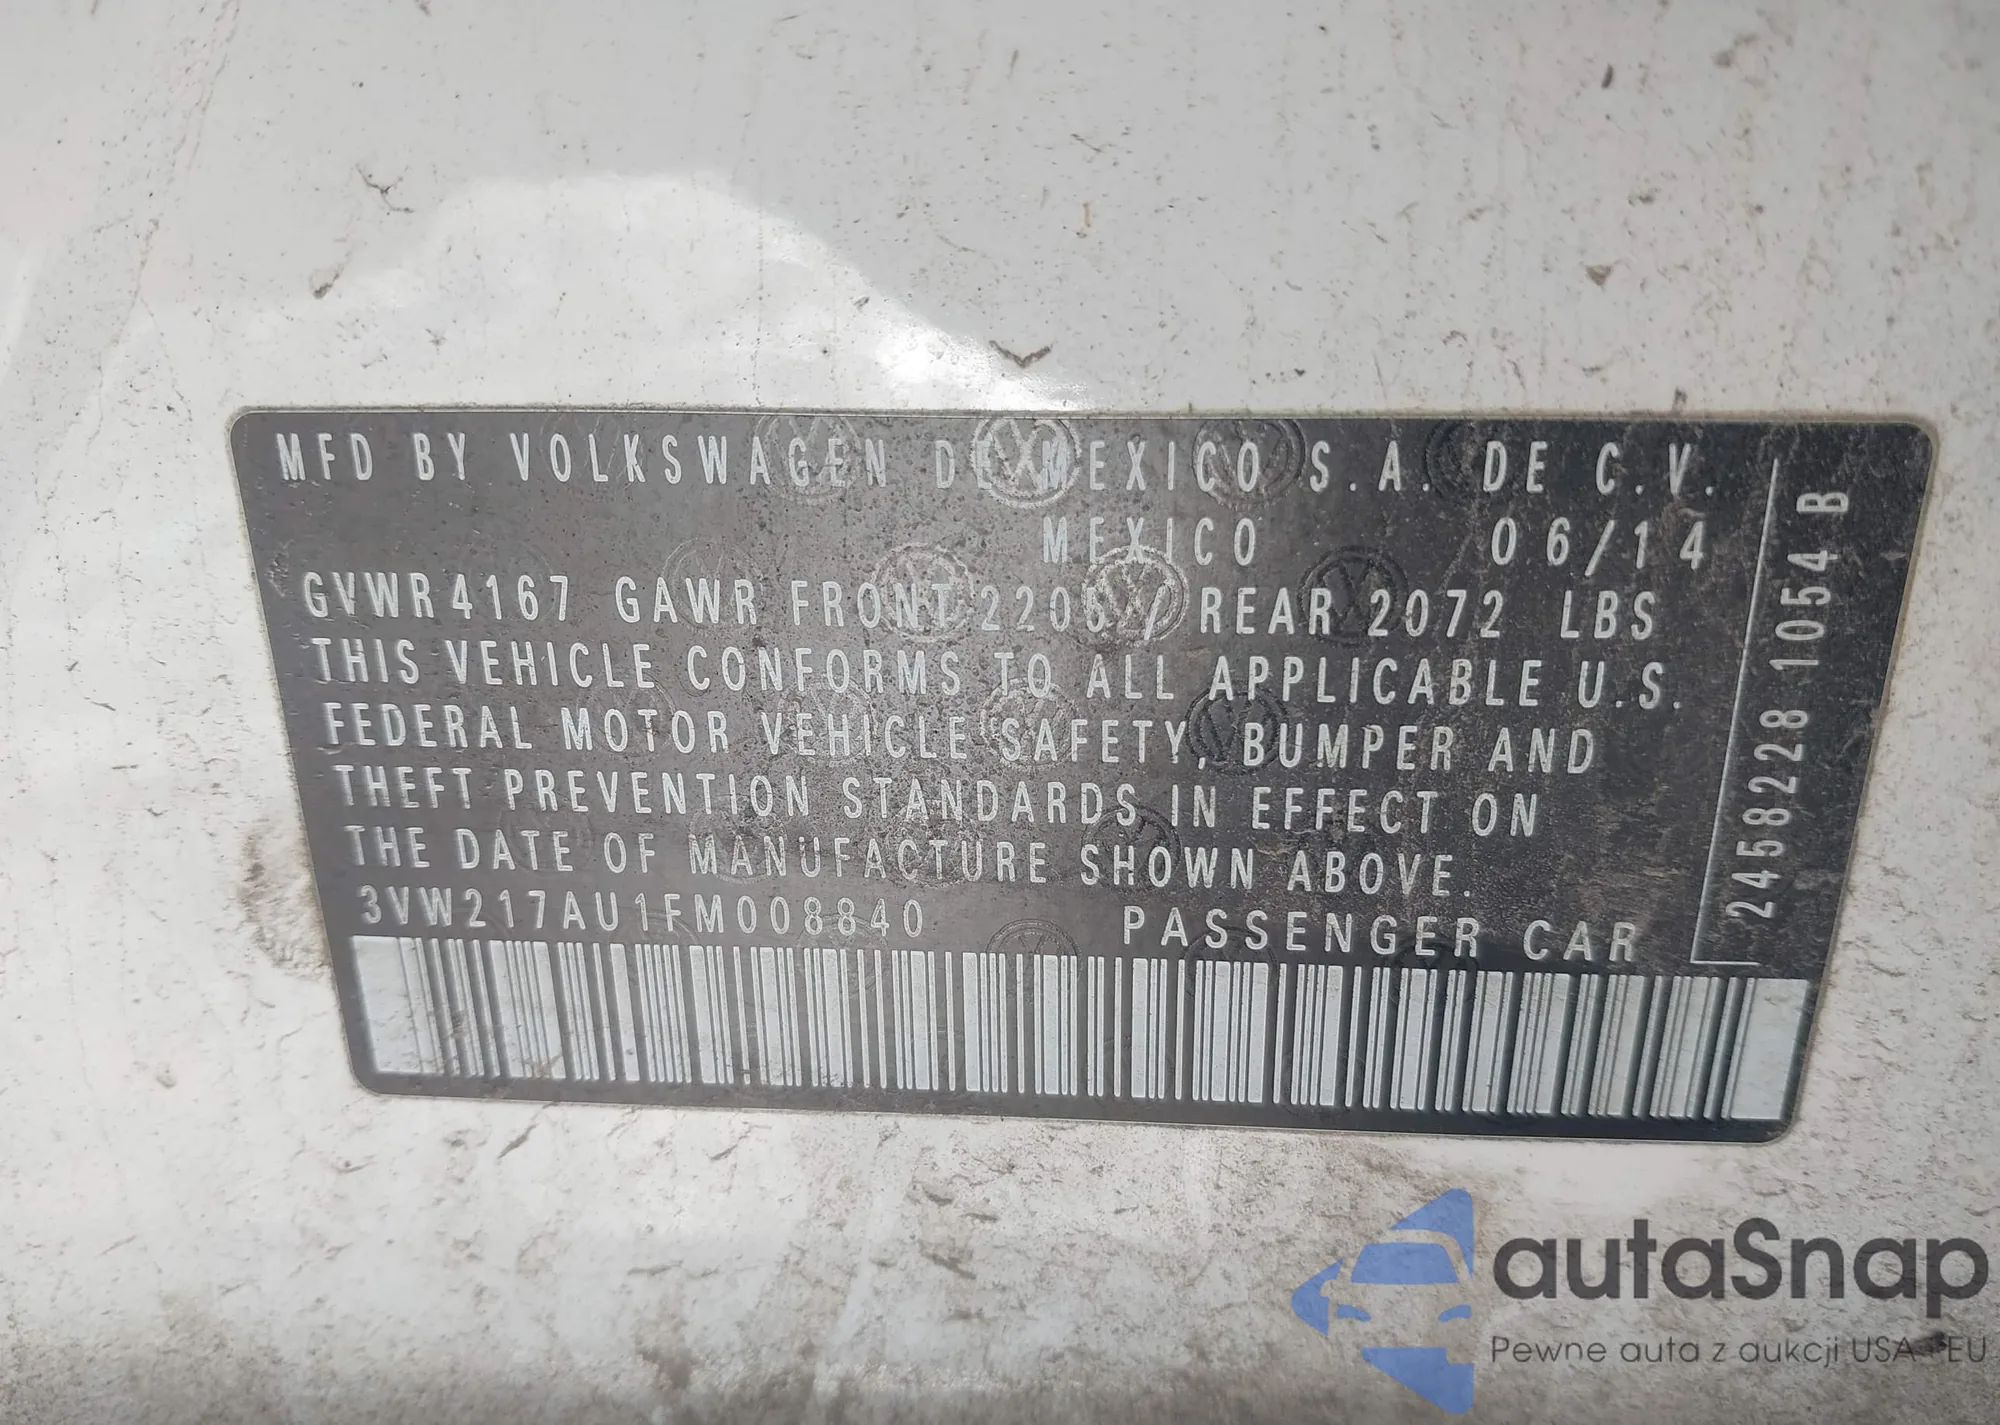 MFD BY VOLKSWAGEN DE MEXICO S.A. DE C.V.
MEXICO 06/14
GVWR 4167 GAWR FRONT 2206 / REAR 2072 LBS
THIS VEHICLE CONFORMS TO ALL APPLICABLE U.S.
FEDERAL MOTOR VEHICLE SAFETY, BUMPER AND
THEFT PREVENTION STANDARDS IN EFFECT ON
THE DATE OF MANUFACTURE SHOWN ABOVE.
3VW217AU1FM008840 PASSENGER CAR
2458228 1054 B
autaSnap
Pewne auta z aukcji USA i EU